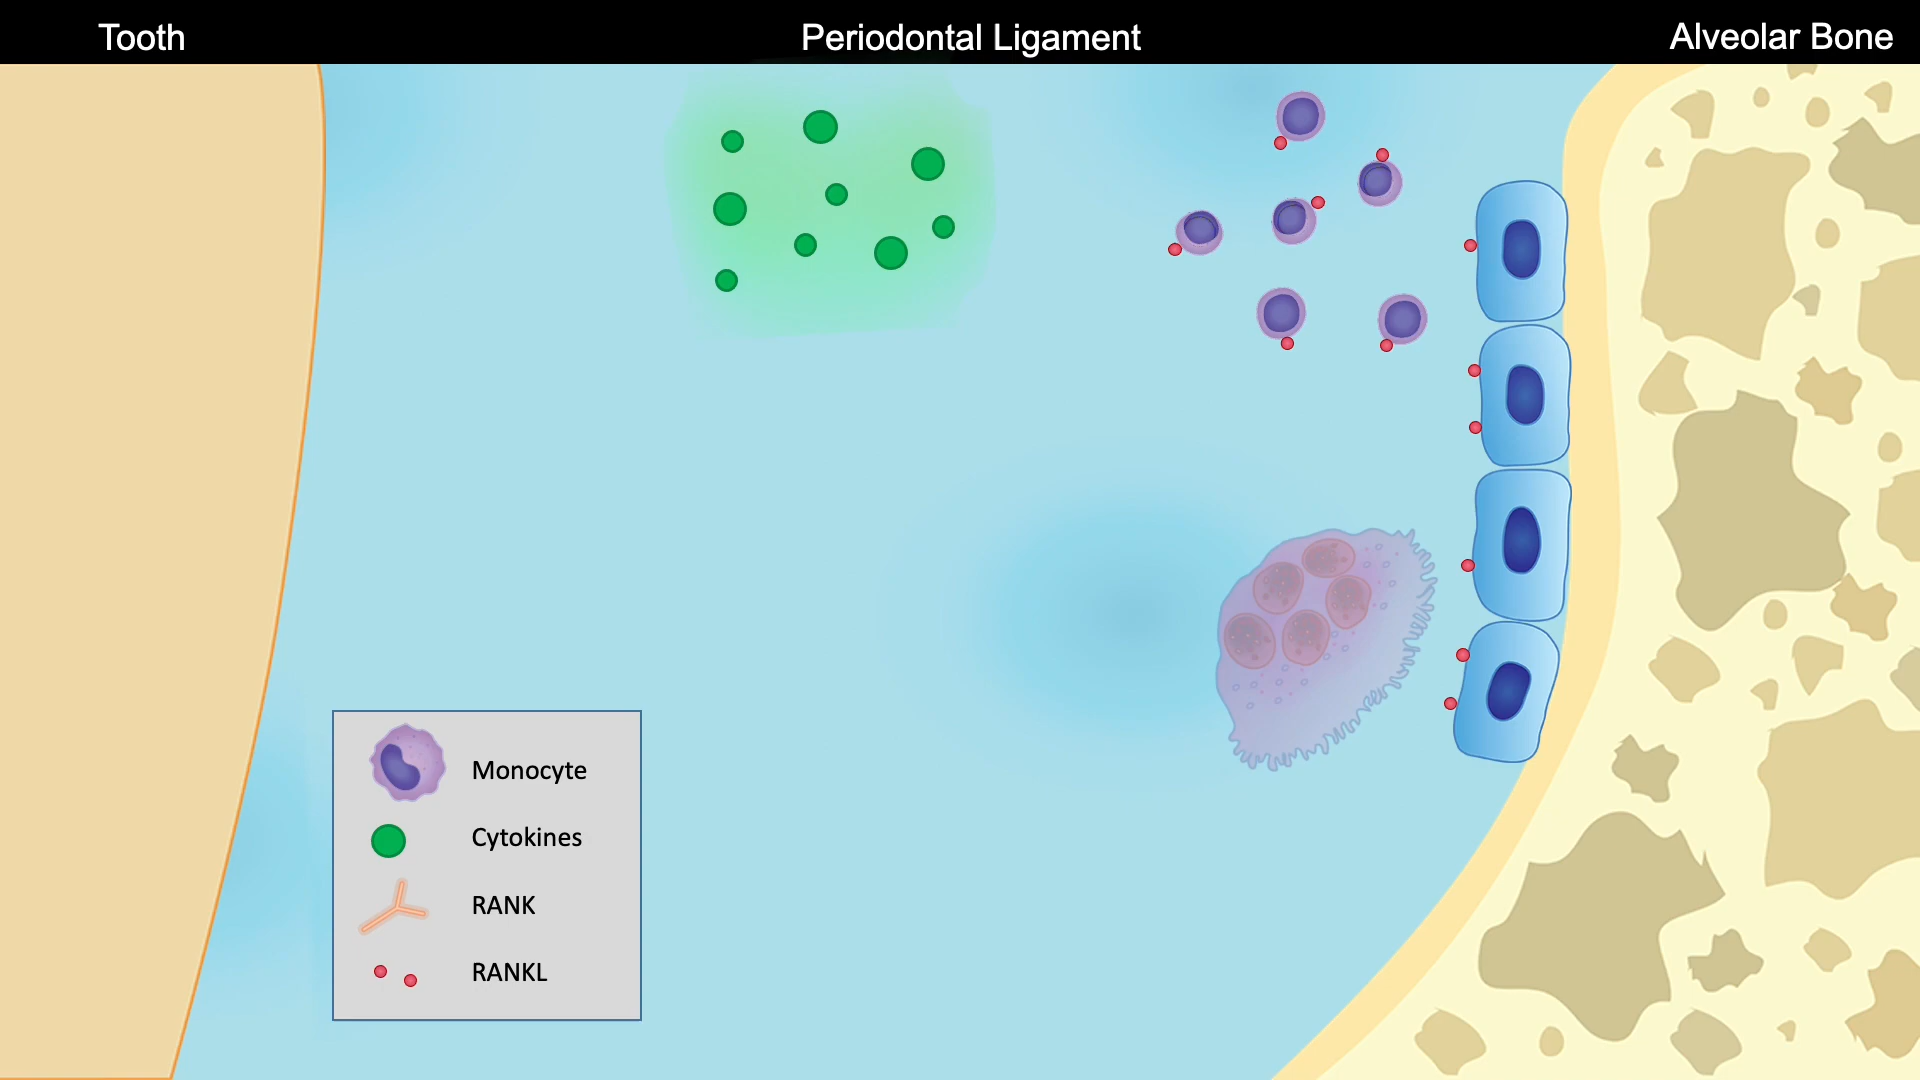 Tooth
Periodontal Ligament
Alveolar Bone
Monocyte
Cytokines
RANK
RANKL